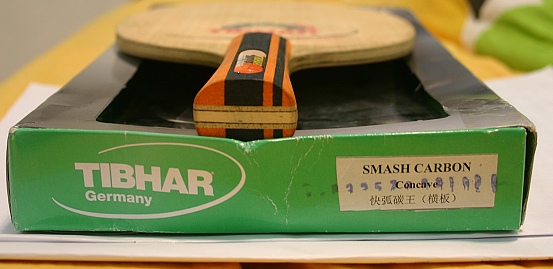 TIBHAR
Germany
SMASH CARBON
Concave
快弧碳王（横板）